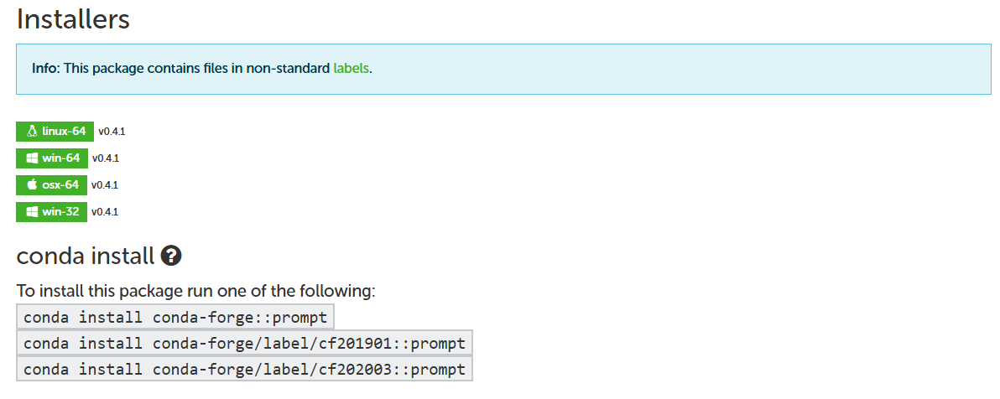 Installers
Info: This package contains files in non-standard labels.
linux-64 v0.4.1
win-64 v0.4.1
osx-64 v0.4.1
win-32 v0.4.1
conda install ?
To install this package run one of the following:
conda install conda-forge::prompt
conda install conda-forge/label/cf201901::prompt
conda install conda-forge/label/cf202003::prompt